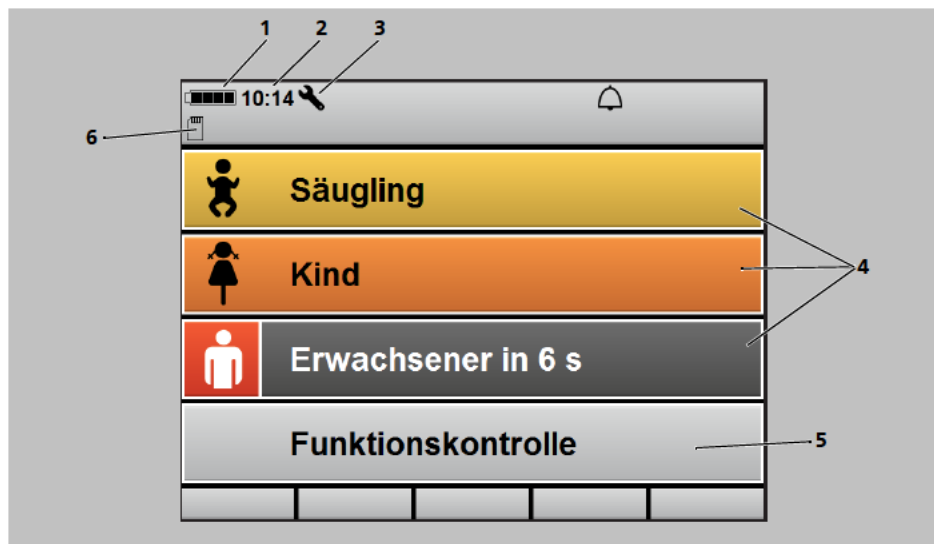 1 2 3
10:14
6
Säugling
Kind
4
Erwachsener in 6 s
Funktionskontrolle
5